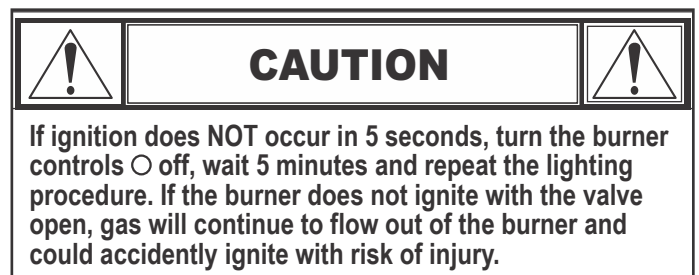 CAUTION
If ignition does NOT occur in 5 seconds, turn the burner
controls O off, wait 5 minutes and repeat the lighting
procedure. If the burner does not ignite with the valve
open, gas will continue to flow out of the burner and
could accidently ignite with risk of injury.